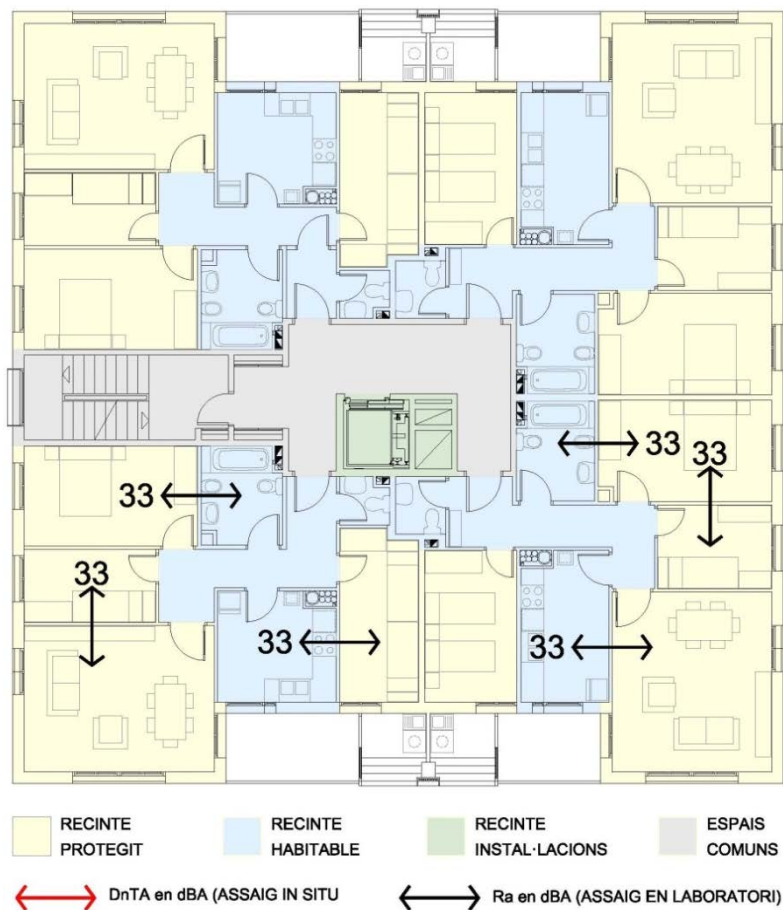 33
33
33
33
33
33
RECINTE PROTEGIT
RECINTE HABITABLE
RECINTE INSTAL·LACIONS
ESPAIS COMUNS
DnTA en dBA (ASSAIG IN SITU
Ra en dBA (ASSAIG EN LABORATORI)